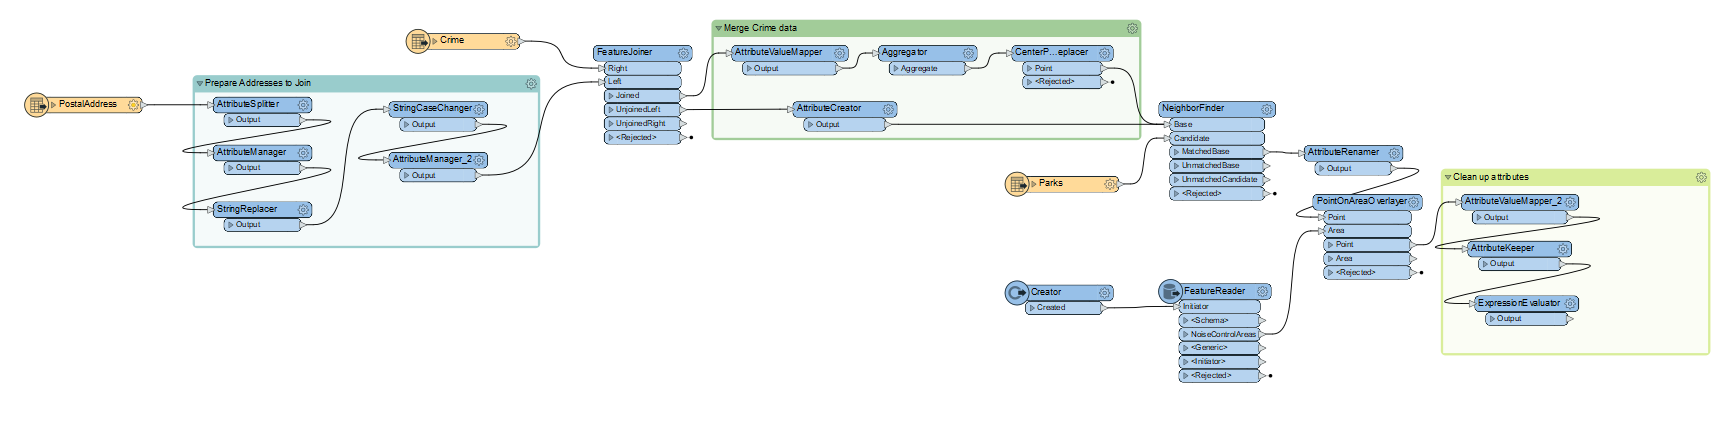 PostalAddress
Prepare Addresses to Join
AttributeSplitter
Output
AttributeManager
Output
StringReplacer
Output
StringCaseChanger
Output
AttributeManager_2
Output
Crime
FeatureJoiner
Right
Left
Joined
UnjoinedLeft
UnjoinedRight
<Rejected>
Merge Crime data
AttributeValueMapper
Output
Aggregator
Aggregate
CenterP...eplacer
Point
<Rejected>
AttributeCreator
Output
Parks
NeighborFinder
Base
Candidate
MatchedBase
UnmatchedBase
UnmatchedCandidate
<Rejected>
AttributeRenamer
Output
Creator
Created
FeatureReader
Initiator
<Schema>
NoiseControlAreas
<Generic>
<Initiator>
<Rejected>
PointOnAreaOverlayer
Point
Area
Point
Area
<Rejected>
Clean up attributes
AttributeValueMapper_2
Output
AttributeKeeper
Output
ExpressionEvaluator
Output